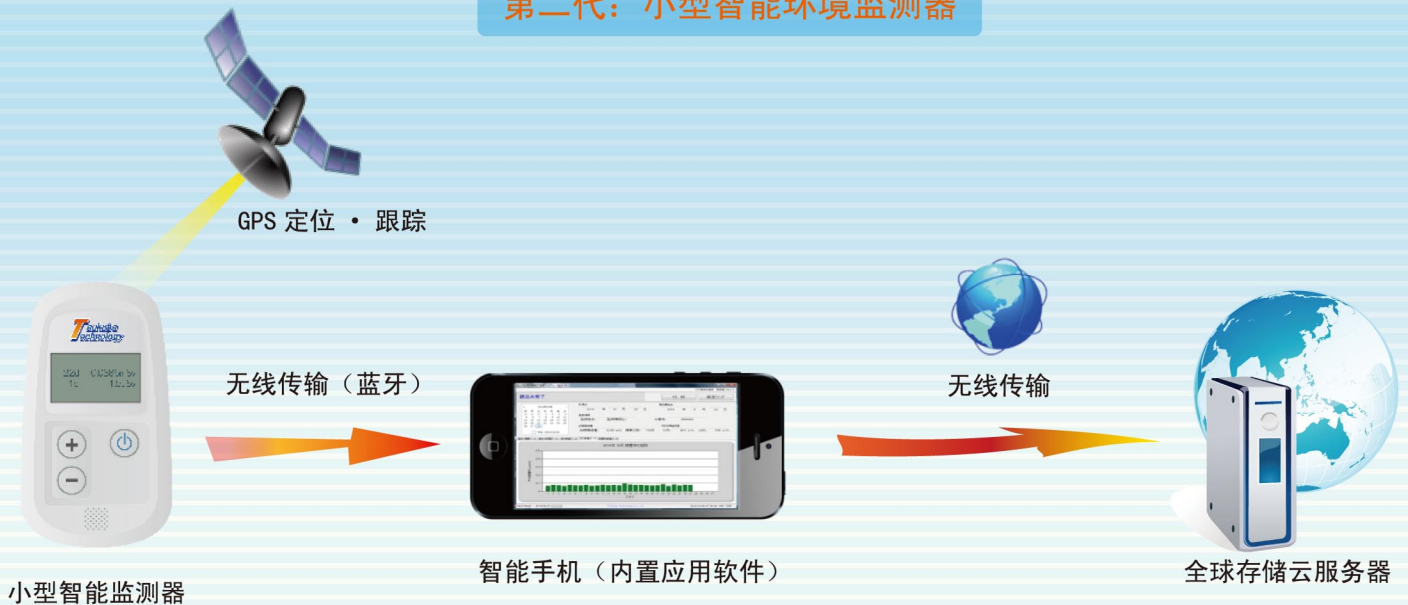 第二代：小型智能环境监测器
GPS 定位 · 跟踪
Technology
无线传输（蓝牙）
无线传输
智能手机（内置应用软件）
全球存储云服务器
小型智能监测器